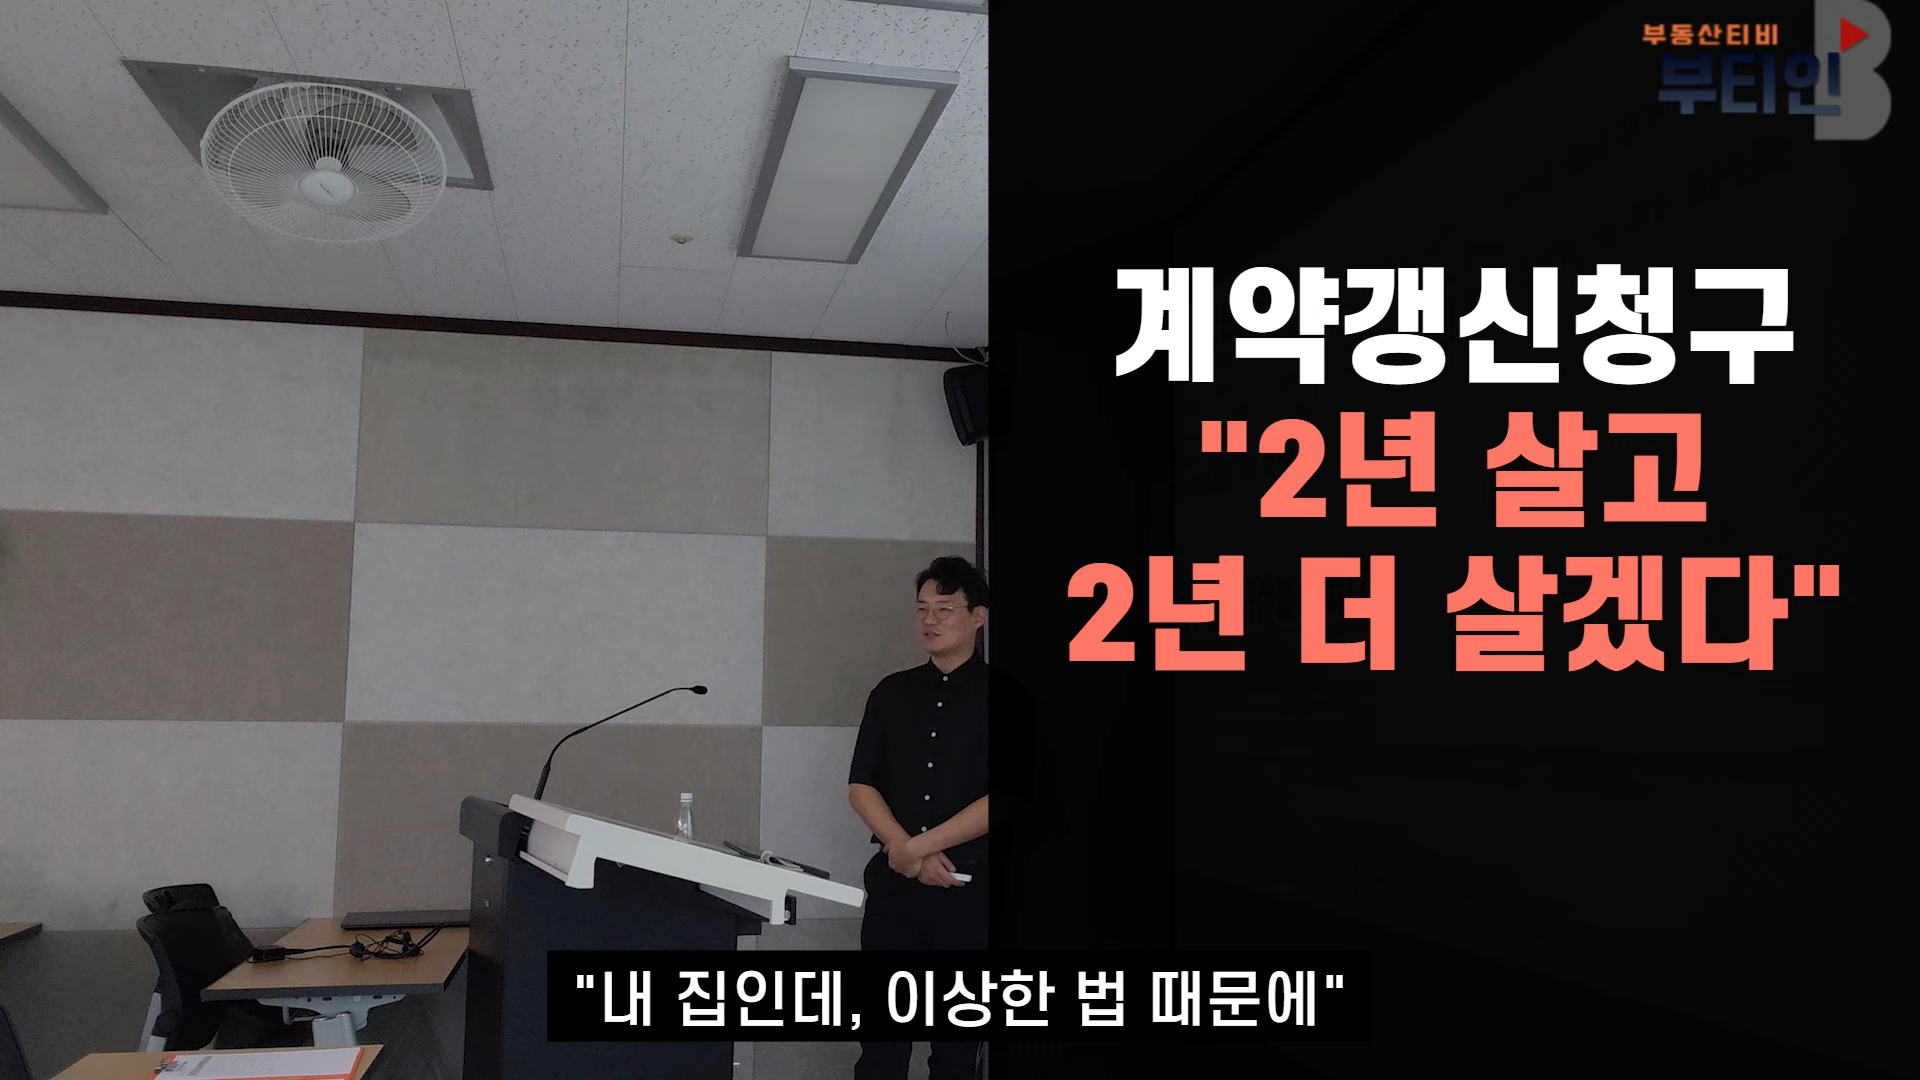 부동산티비
부티인
계약갱신청구
"2년 살고
2년 더 살겠다"
"내 집인데, 이상한 법 때문에"